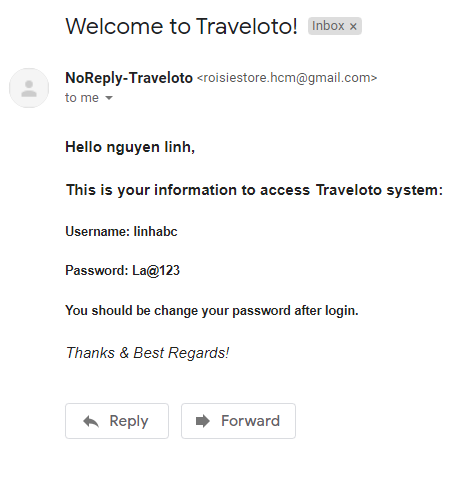 Welcome to Traveloto! Inbox ×
NoReply-Traveloto <roisiestore.hcm@gmail.com>
to me
Hello nguyen linh,
This is your information to access Traveloto system:
Username: linhabc
Password: La@123
You should be change your password after login.
Thanks & Best Regards!
Reply Forward